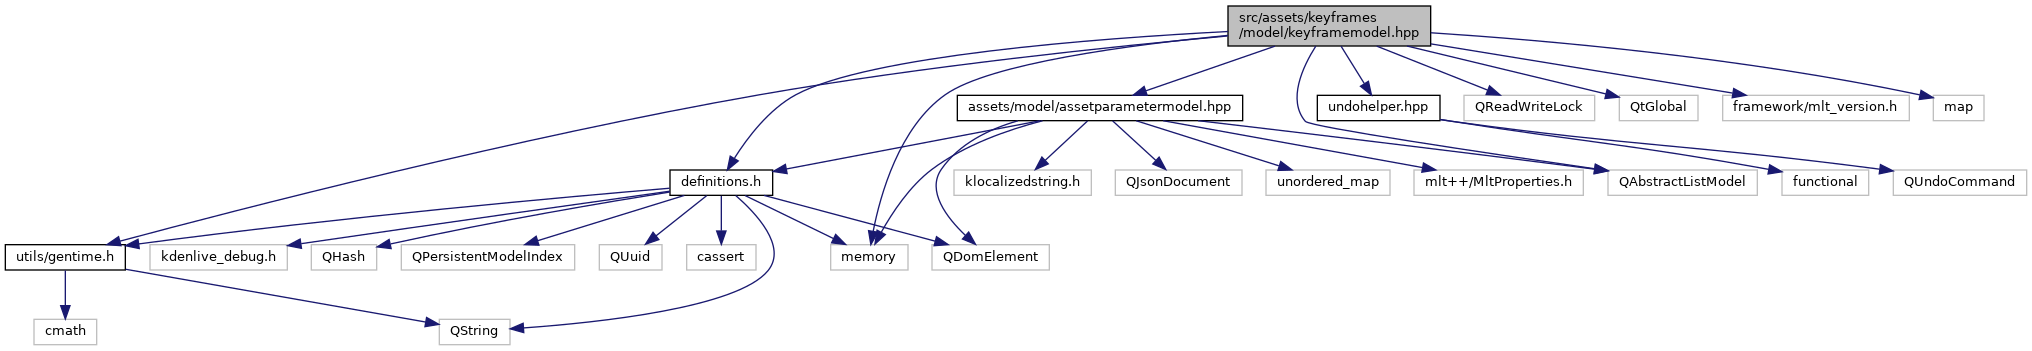 src/assets/keyframes
/model/keyframemodel.hpp
assets/model/assetparametermodel.hpp
undohelper.hpp
QReadWriteLock
QtGlobal
framework/mlt_version.h
map
definitions.h
klocalizedstring.h
QJsonDocument
unordered_map
mlt++/MltProperties.h
QAbstractListModel
functional
QUndoCommand
utils/gentime.h
kdenlive_debug.h
QHash
QPersistentModelIndex
QUuid
cassert
memory
QDomElement
cmath
QString